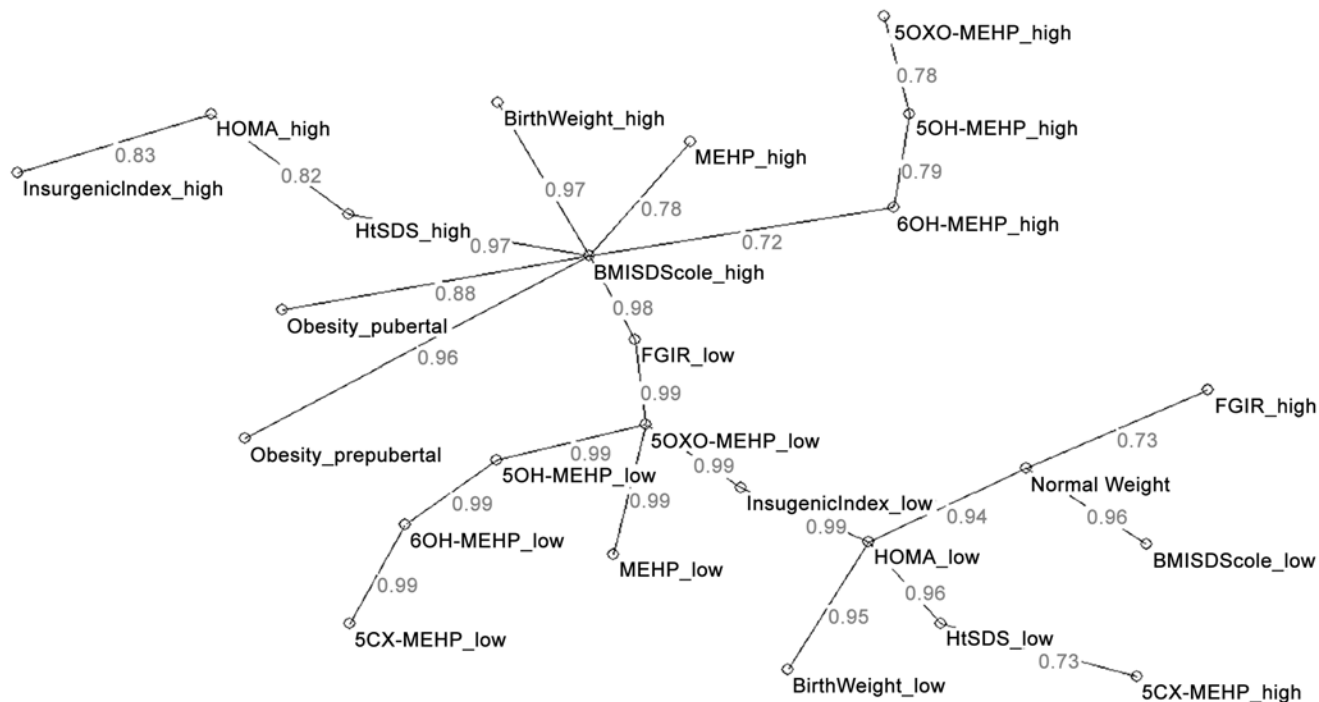 5OXO-MEHP_high
0.78
BirthWeight_high
HOMA_high
5OH-MEHP_high
0.83
MEHP_high
InsurgenicIndex_high
0.82
0.79
0.97
0.78
HtSDS_high
6OH-MEHP_high
0.97
0.72
BMISDScole_high
0.88
0.98
Obesity_pubertal
FGIR_low
0.96
0.99
FGIR_high
5OXO-MEHP_low
0.73
Obesity_prepubertal
0.99
0.99
5OH-MEHP_low
Normal Weight
0.99
0.99
InsugenicIndex_low
0.96
0.99
0.94
6OH-MEHP_low
HOMA_low
BMISDScole_low
MEHP_low
0.99
0.96
0.95
5CX-MEHP_low
HtSDS_low
0.73
BirthWeight_low
5CX-MEHP_high